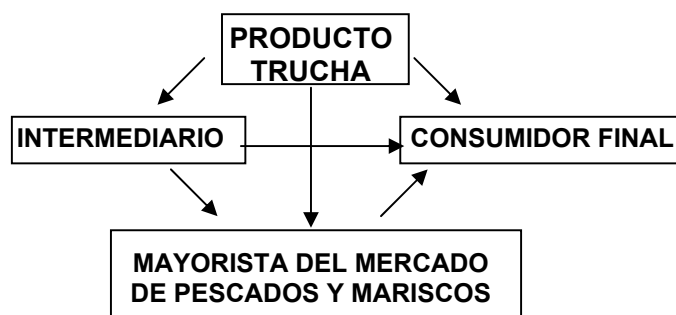 PRODUCTO
TRUCHA
INTERMEDIARIO
CONSUMIDOR FINAL
MAYORISTA DEL MERCADO
DE PESCADOS Y MARISCOS